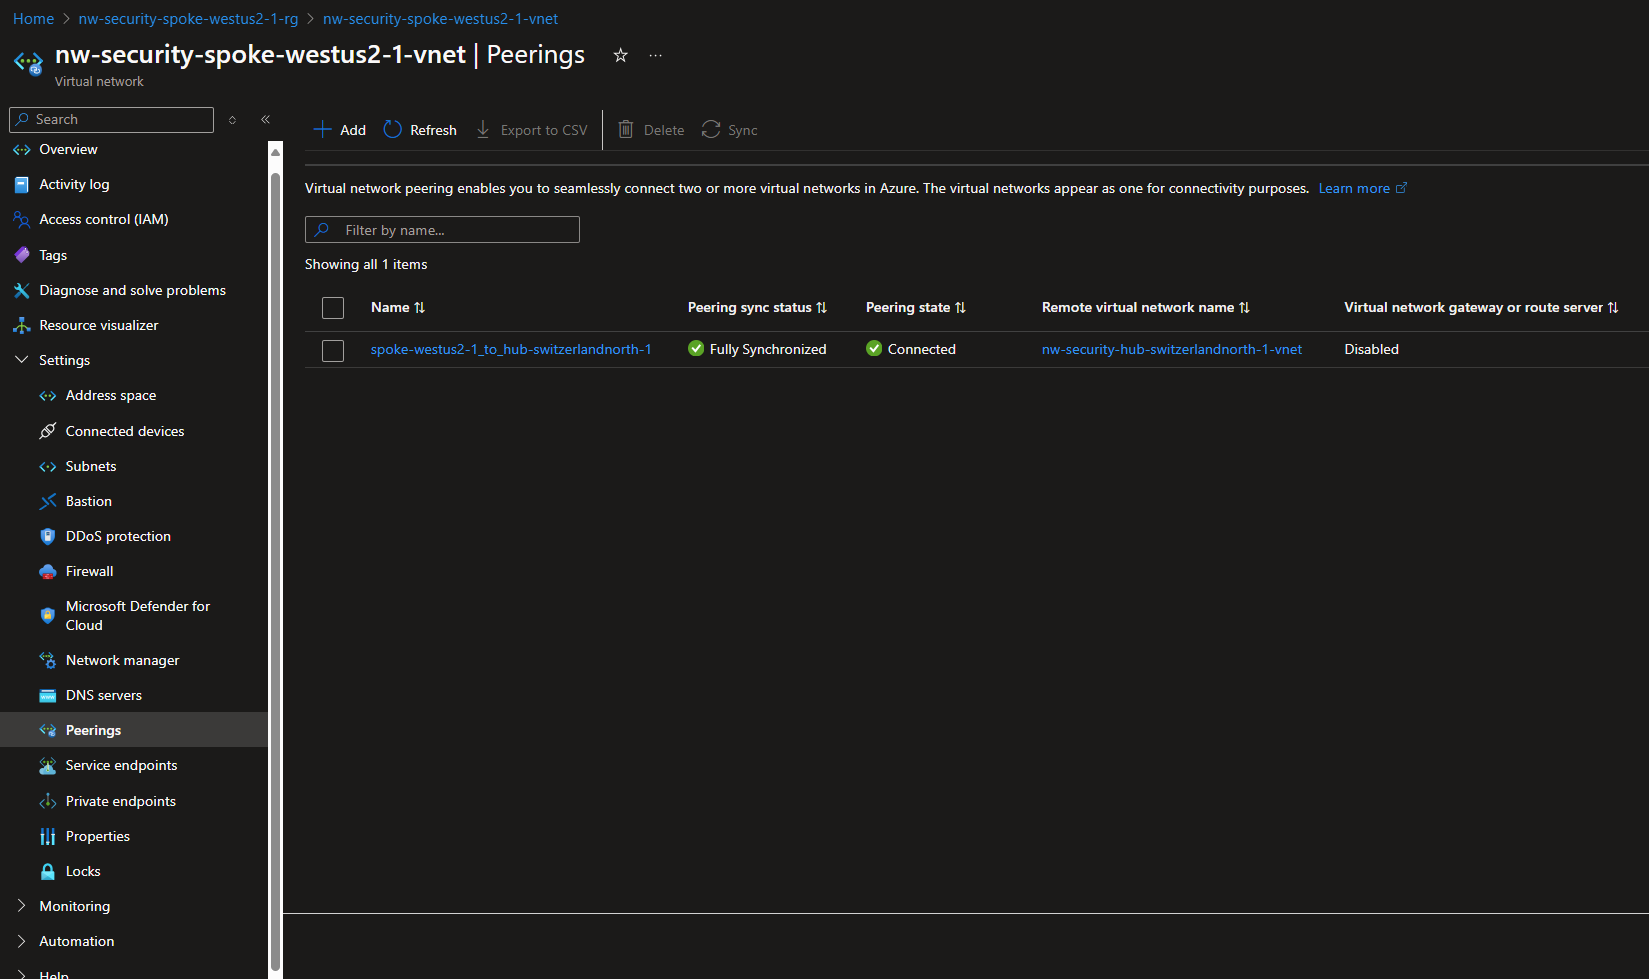 Home > nw-security-spoke-westus2-1-rg > nw-security-spoke-westus2-1-vnet
nw-security-spoke-westus2-1-vnet | Peerings
Virtual network
Search
Overview
Activity log
Access control (IAM)
Tags
Diagnose and solve problems
Resource visualizer
Settings
Address space
Connected devices
Subnets
Bastion
DDoS protection
Firewall
Microsoft Defender for
Cloud
Network manager
DNS servers
Peerings
Service endpoints
Private endpoints
Properties
Locks
Monitoring
Automation
Help
Add Refresh Export to CSV Delete Sync
Virtual network peering enables you to seamlessly connect two or more virtual networks in Azure. The virtual networks appear as one for connectivity purposes. Learn more
Filter by name...
Showing all 1 items
Name Peering sync status Peering state Remote virtual network name Virtual network gateway or route server
spoke-westus2-1_to_hub-switzerlandnorth-1 Fully Synchronized Connected nw-security-hub-switzerlandnorth-1-vnet Disabled